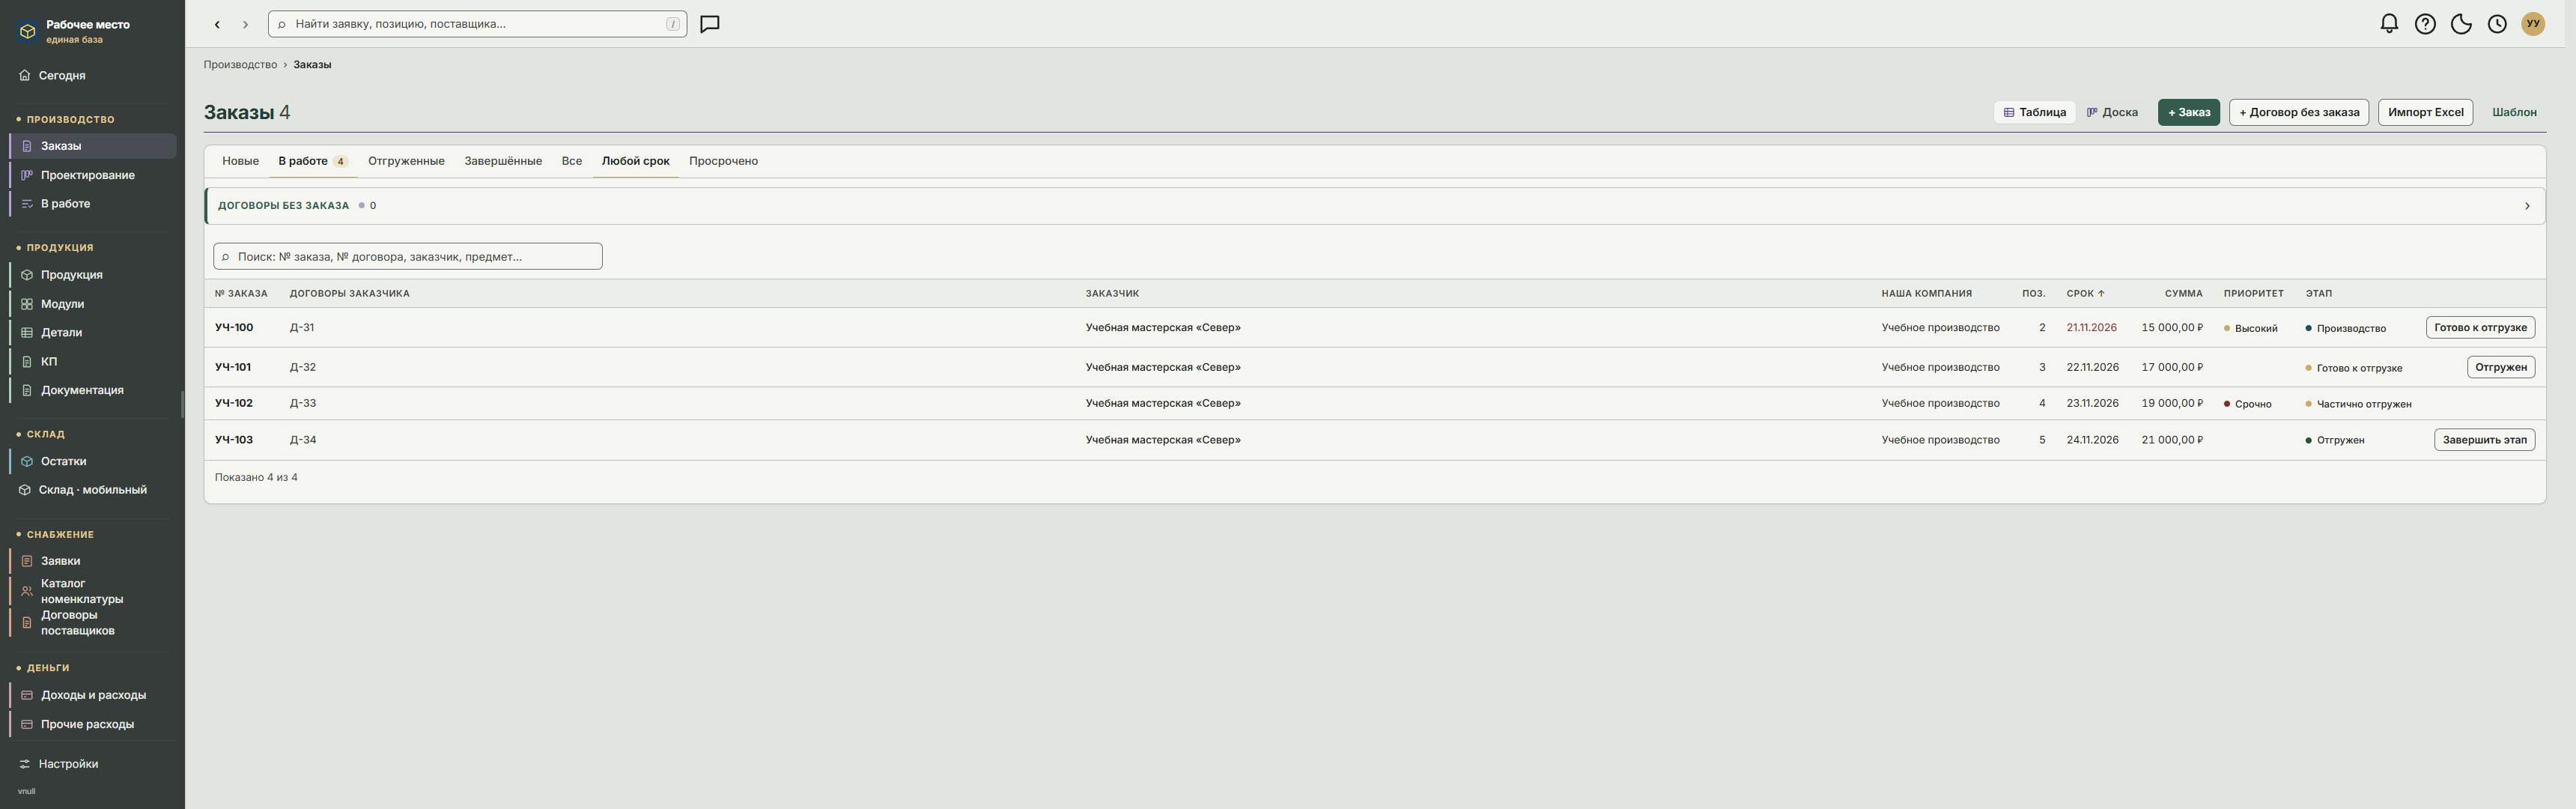 Рабочее место
единая база
Сегодня
ПРОИЗВОДСТВО
Заказы
Проектирование
В работе
ПРОДУКЦИЯ
Продукция
Модули
Детали
КП
Документация
СКЛАД
Остатки
Склад · мобильный
СНАБЖЕНИЕ
Заявки
Каталог
номенклатуры
Договоры
поставщиков
ДЕНЬГИ
Доходы и расходы
Прочие расходы
Настройки
vnull
Найти заявку, позицию, поставщика... /
УУ
Производство › Заказы
Заказы 4
Таблица Доска + Заказ + Договор без заказа Импорт Excel Шаблон
Новые В работе 4 Отгруженные Завершённые Все Любой срок Просрочено
ДОГОВОРЫ БЕЗ ЗАКАЗА 0
Поиск: № заказа, № договора, заказчик, предмет...
№ ЗАКАЗА ДОГОВОРЫ ЗАКАЗЧИКА ЗАКАЗЧИК НАША КОМПАНИЯ ПОЗ. СРОК ↑ СУММА ПРИОРИТЕТ ЭТАП
УЧ-100 Д-31 Учебная мастерская «Север» Учебное производство 2 21.11.2026 15 000,00 ₽ Высокий Производство Готово к отгрузке
УЧ-101 Д-32 Учебная мастерская «Север» Учебное производство 3 22.11.2026 17 000,00 ₽ Готово к отгрузке Отгружен
УЧ-102 Д-33 Учебная мастерская «Север» Учебное производство 4 23.11.2026 19 000,00 ₽ Срочно Частично отгружен
УЧ-103 Д-34 Учебная мастерская «Север» Учебное производство 5 24.11.2026 21 000,00 ₽ Отгружен Завершить этап
Показано 4 из 4